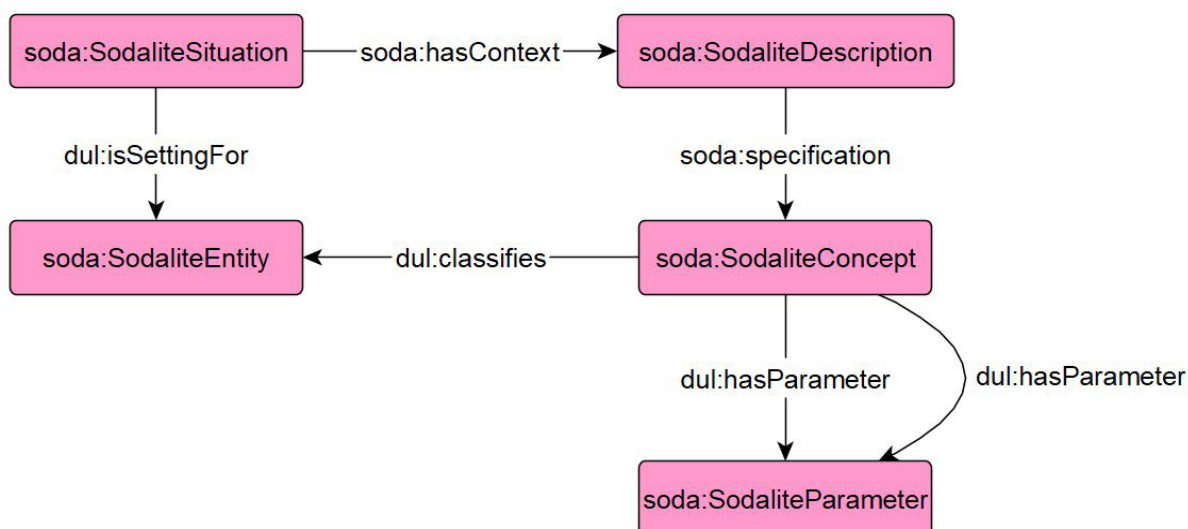 soda:SodaliteSituation
soda:hasContext
soda:SodaliteDescription
dul:isSettingFor
soda:specification
soda:SodaliteEntity
dul:classifies
soda:SodaliteConcept
dul:hasParameter
dul:hasParameter
soda:SodaliteParameter